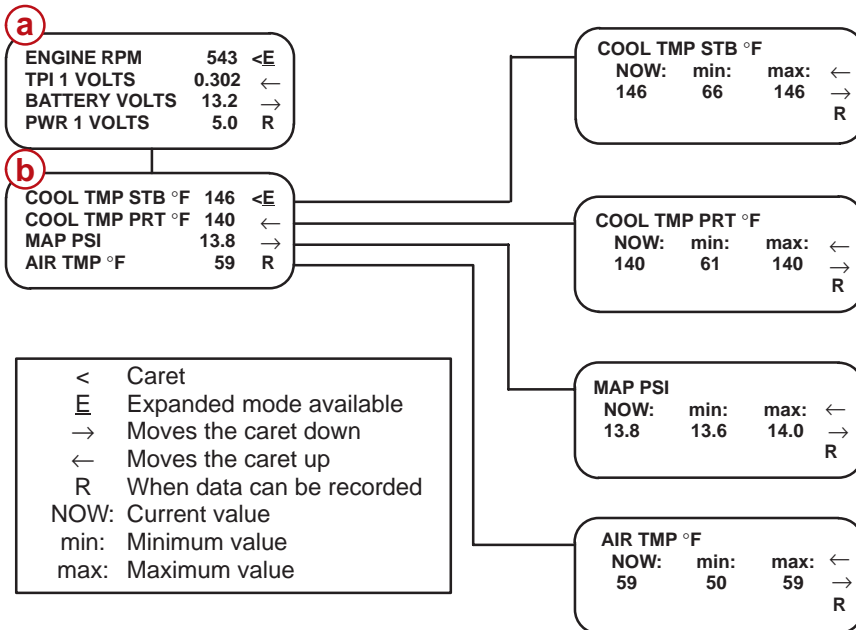 a
ENGINE RPM 543 <E
TPI 1 VOLTS 0.302 ←
BATTERY VOLTS 13.2 →
PWR 1 VOLTS 5.0 R
b
COOL TMP STB °F 146 <E
COOL TMP PRT °F 140 ←
MAP PSI 13.8 →
AIR TMP °F 59 R
COOL TMP STB °F
NOW: min: max: ←
146 66 146 →
R
COOL TMP PRT °F
NOW: min: max: ←
140 61 140 →
R
MAP PSI
NOW: min: max: ←
13.8 13.6 14.0 →
R
AIR TMP °F
NOW: min: max: ←
59 50 59 →
R
< Caret
E Expanded mode available
→ Moves the caret down
← Moves the caret up
R When data can be recorded
NOW: Current value
min: Minimum value
max: Maximum value